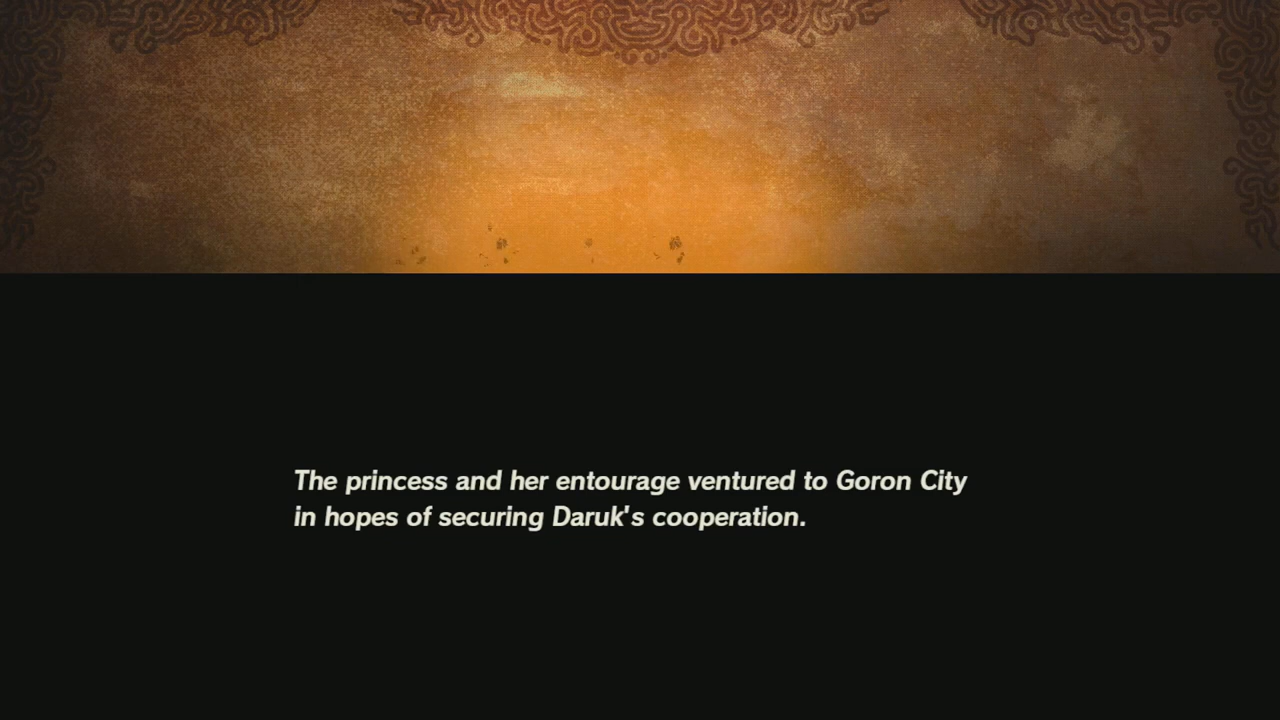 The princess and her entourage ventured to Goron City
in hopes of securing Daruk's cooperation.